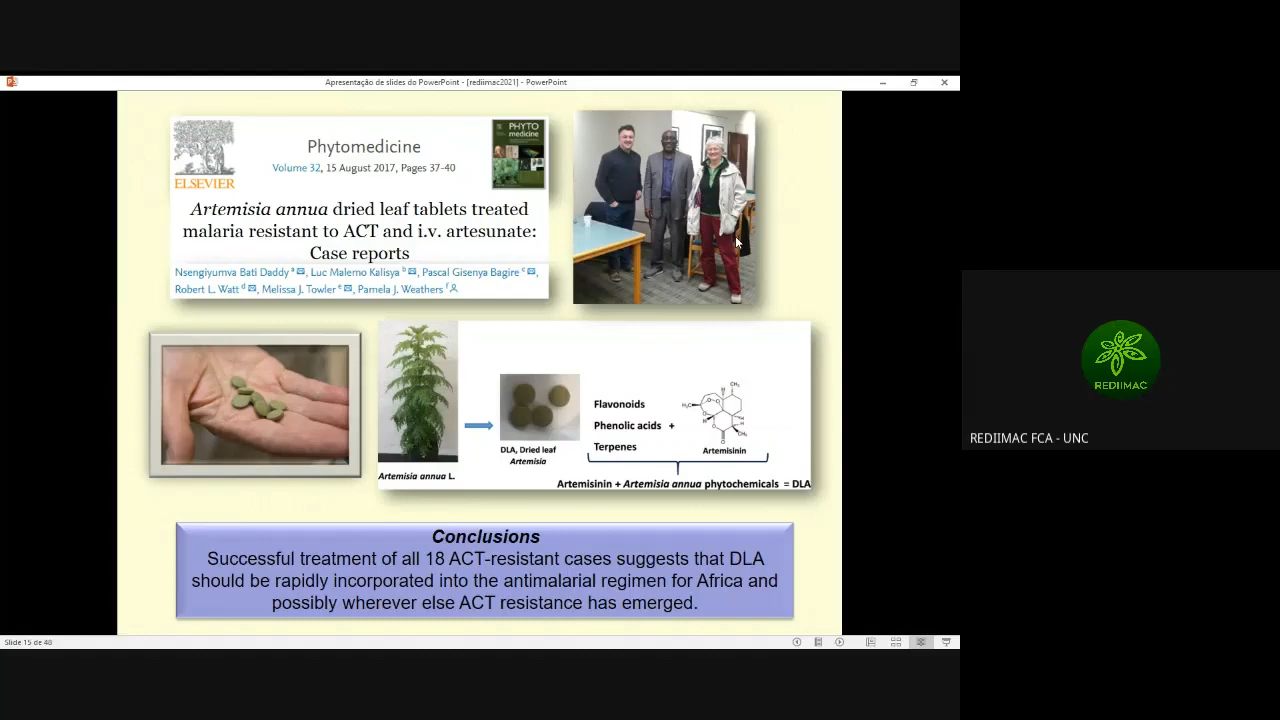 Apresentação de slides do PowerPoint - [rediimac2021] - PowerPoint
ELSEVIER
Phytomedicine
Volume 32, 15 August 2017, Pages 37-40
PHYTO
medicine
Artemisia annua dried leaf tablets treated
malaria resistant to ACT and i.v. artesunate:
Case reports
Nsengiyumva Bati Daddy a, Luc Malemo Kalisya b, Pascal Gisenya Bagire c,
Robert L. Watt d, Melissa J. Towler e, Pamela J. Weathers f
Artemisia annua L.
DLA, Dried leaf
Artemisia
Flavonoids
Phenolic acids +
Terpenes
CH3
H
H3C
O
O
O
H
H
H
O
CH3
O
Artemisinin
Artemisinin + Artemisia annua phytochemicals = DLA
Conclusions
Successful treatment of all 18 ACT-resistant cases suggests that DLA
should be rapidly incorporated into the antimalarial regimen for Africa and
possibly wherever else ACT resistance has emerged.
Slide 15 de 48
REDIIMAC
REDIIMAC FCA - UNC